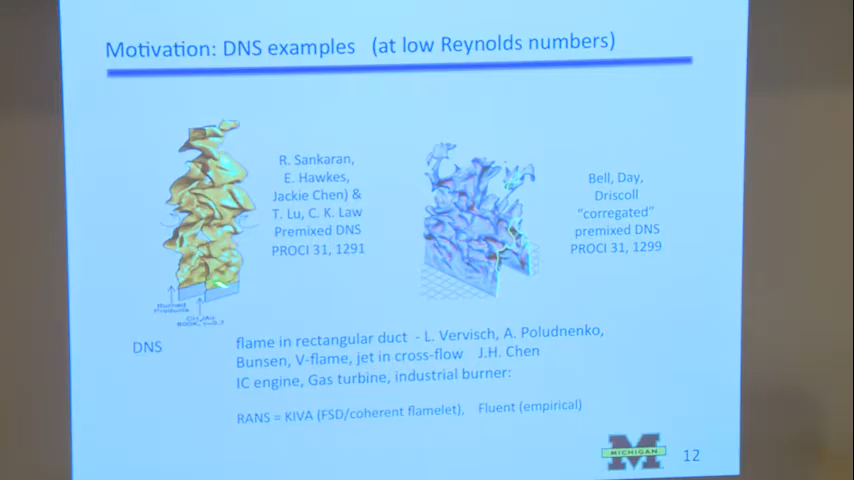 Motivation: DNS examples (at low Reynolds numbers)
R. Sankaran,
E. Hawkes,
Jackie Chen) &
T. Lu, C. K. Law
Premixed DNS
PROCI 31, 1291
Bell, Day,
Driscoll
"corregated"
premixed DNS
PROCI 31, 1299
Burned
Products
DNS
flame in rectangular duct - L. Vervisch, A. Poludnenko,
Bunsen, V-flame, jet in cross-flow J.H. Chen
IC engine, Gas turbine, industrial burner:
RANS = KIVA (FSD/coherent flamelet), Fluent (empirical)
M
MICHIGAN
12